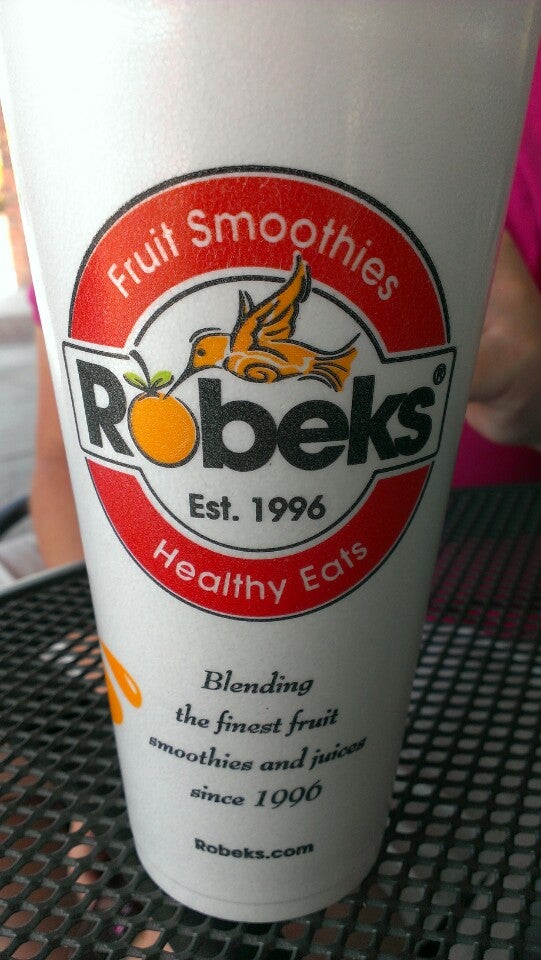 Fruit Smoothies
Robeks®
Est. 1996
Healthy Eats
Blending
the finest fruit
smoothies and juices
since 1996
Robeks.com